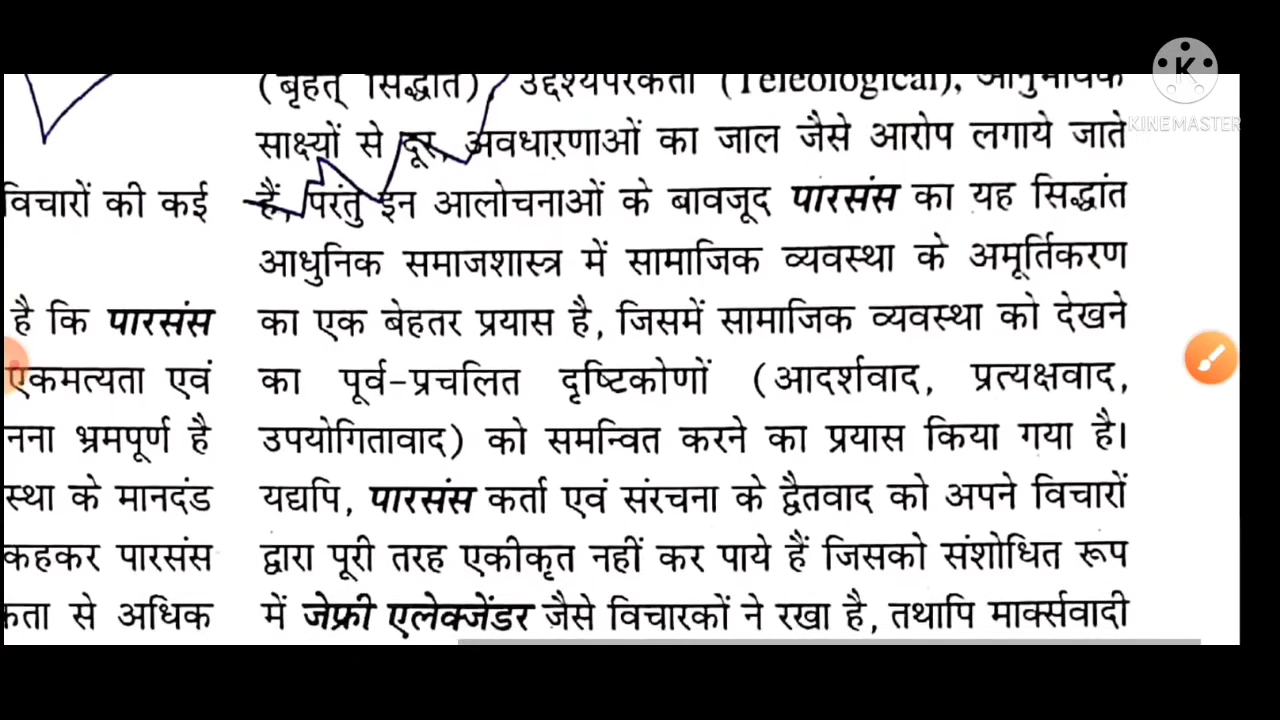 (बृहत् सिद्धांत) उद्देश्यपरकता (Teleological), आनुभविक
साक्ष्यों से दूर, अवधारणाओं का जाल जैसे आरोप लगाये जाते
हैं, परंतु इन आलोचनाओं के बावजूद पारसंस का यह सिद्धांत
आधुनिक समाजशास्त्र में सामाजिक व्यवस्था के अमूर्तिकरण
का एक बेहतर प्रयास है, जिसमें सामाजिक व्यवस्था को देखने
का पूर्व-प्रचलित दृष्टिकोणों (आदर्शवाद, प्रत्यक्षवाद,
उपयोगितावाद) को समन्वित करने का प्रयास किया गया है।
यद्यपि, पारसंस कर्ता एवं संरचना के द्वैतवाद को अपने विचारों
द्वारा पूरी तरह एकीकृत नहीं कर पाये हैं जिसको संशोधित रूप
में जेफ्री एलेक्जेंडर जैसे विचारकों ने रखा है, तथापि मार्क्सवादी
विचारों की कई
है कि पारसंस
एकमत्यता एवं
नना भ्रमपूर्ण है
स्था के मानदंड
कहकर पारसंस
कता से अधिक
K
KINEMASTER